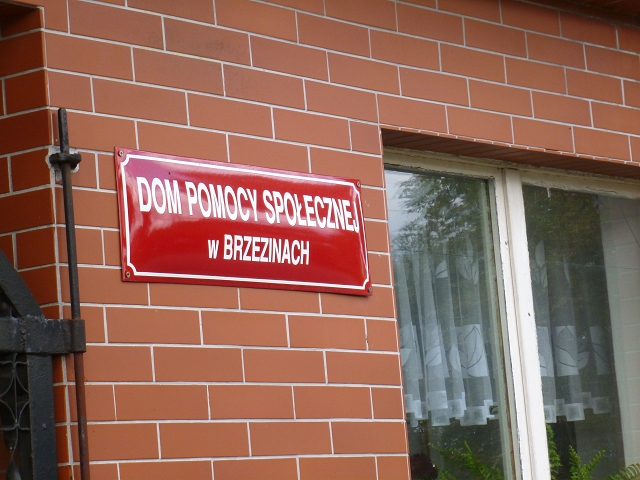 DOM POMOCY SPOŁECZNEJ
w BRZEZINACH